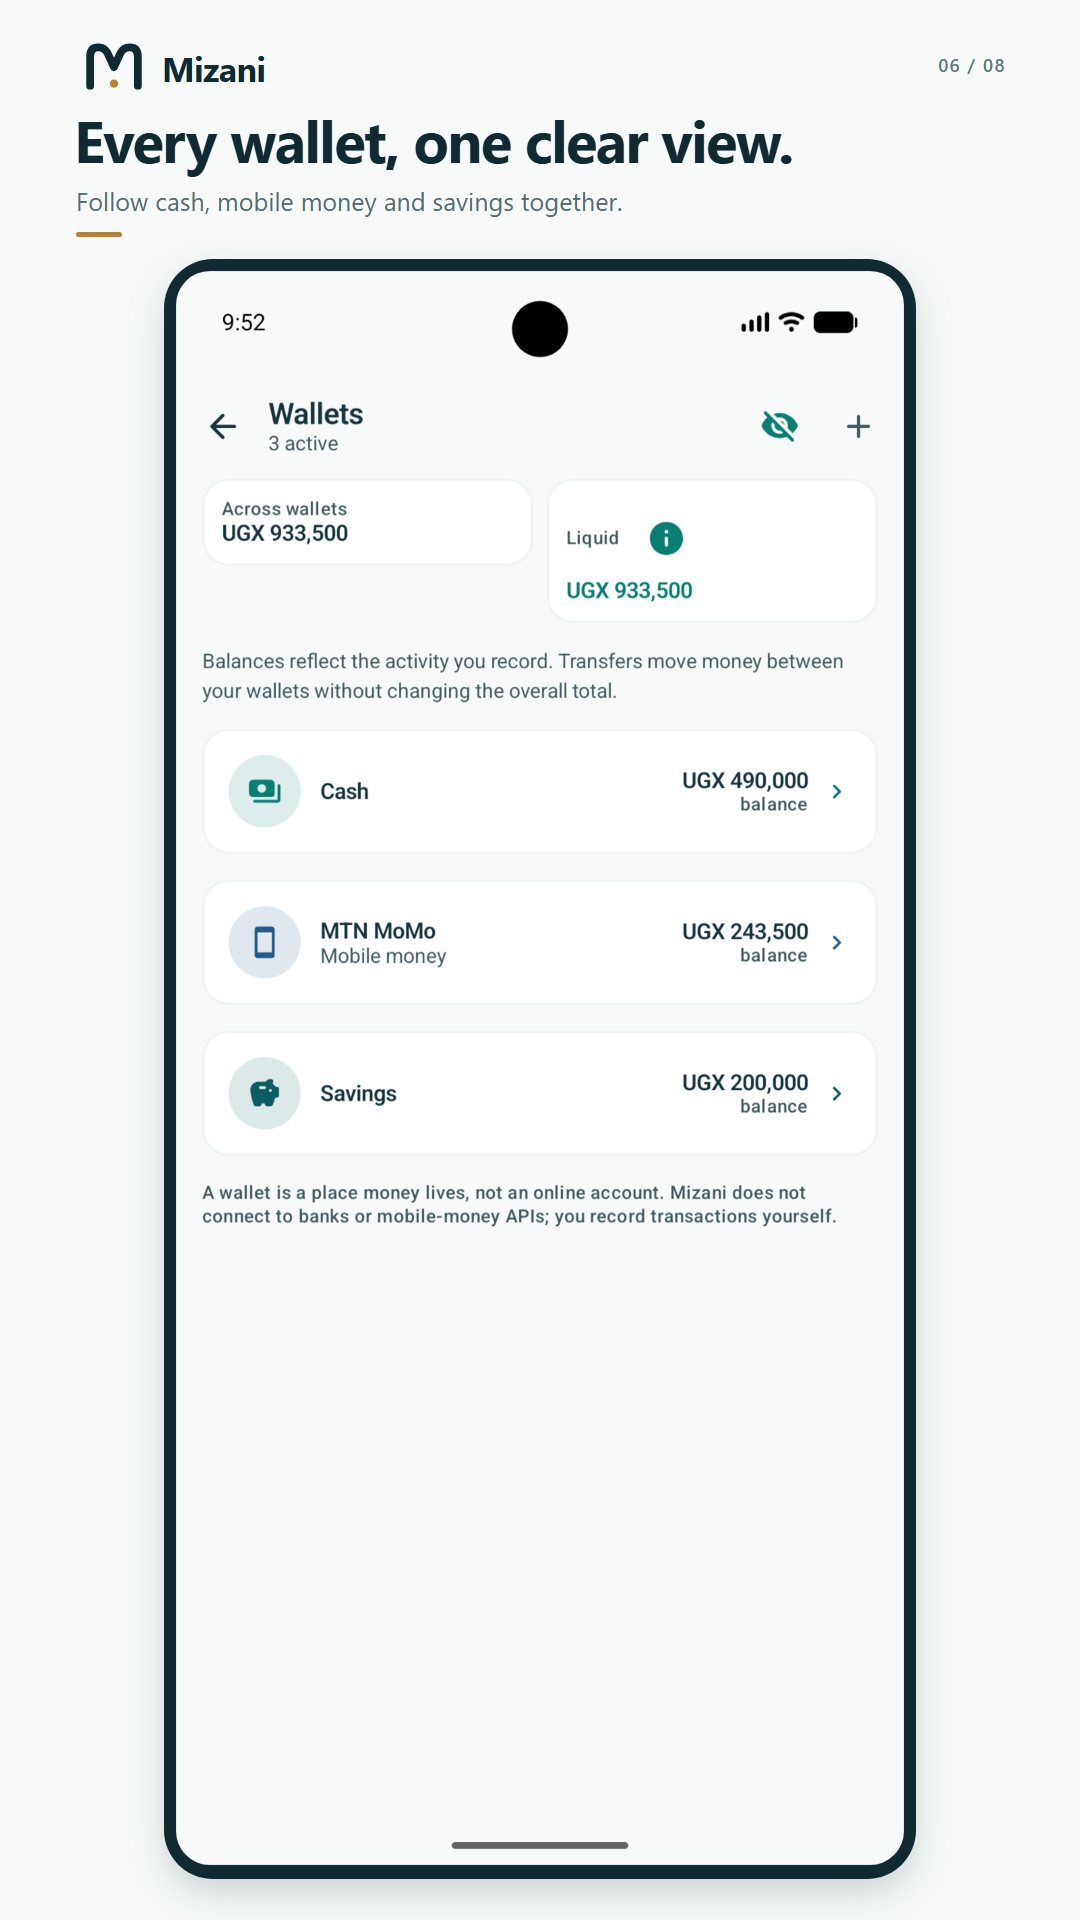 Mizani
06 / 08
Every wallet, one clear view.
Follow cash, mobile money and savings together.
9:52
Wallets
3 active
Across wallets
UGX 933,500
Liquid
UGX 933,500
Balances reflect the activity you record. Transfers move money between
your wallets without changing the overall total.
Cash
UGX 490,000
balance
MTN MoMo
Mobile money
UGX 243,500
balance
Savings
UGX 200,000
balance
A wallet is a place money lives, not an online account. Mizani does not
connect to banks or mobile-money APIs; you record transactions yourself.